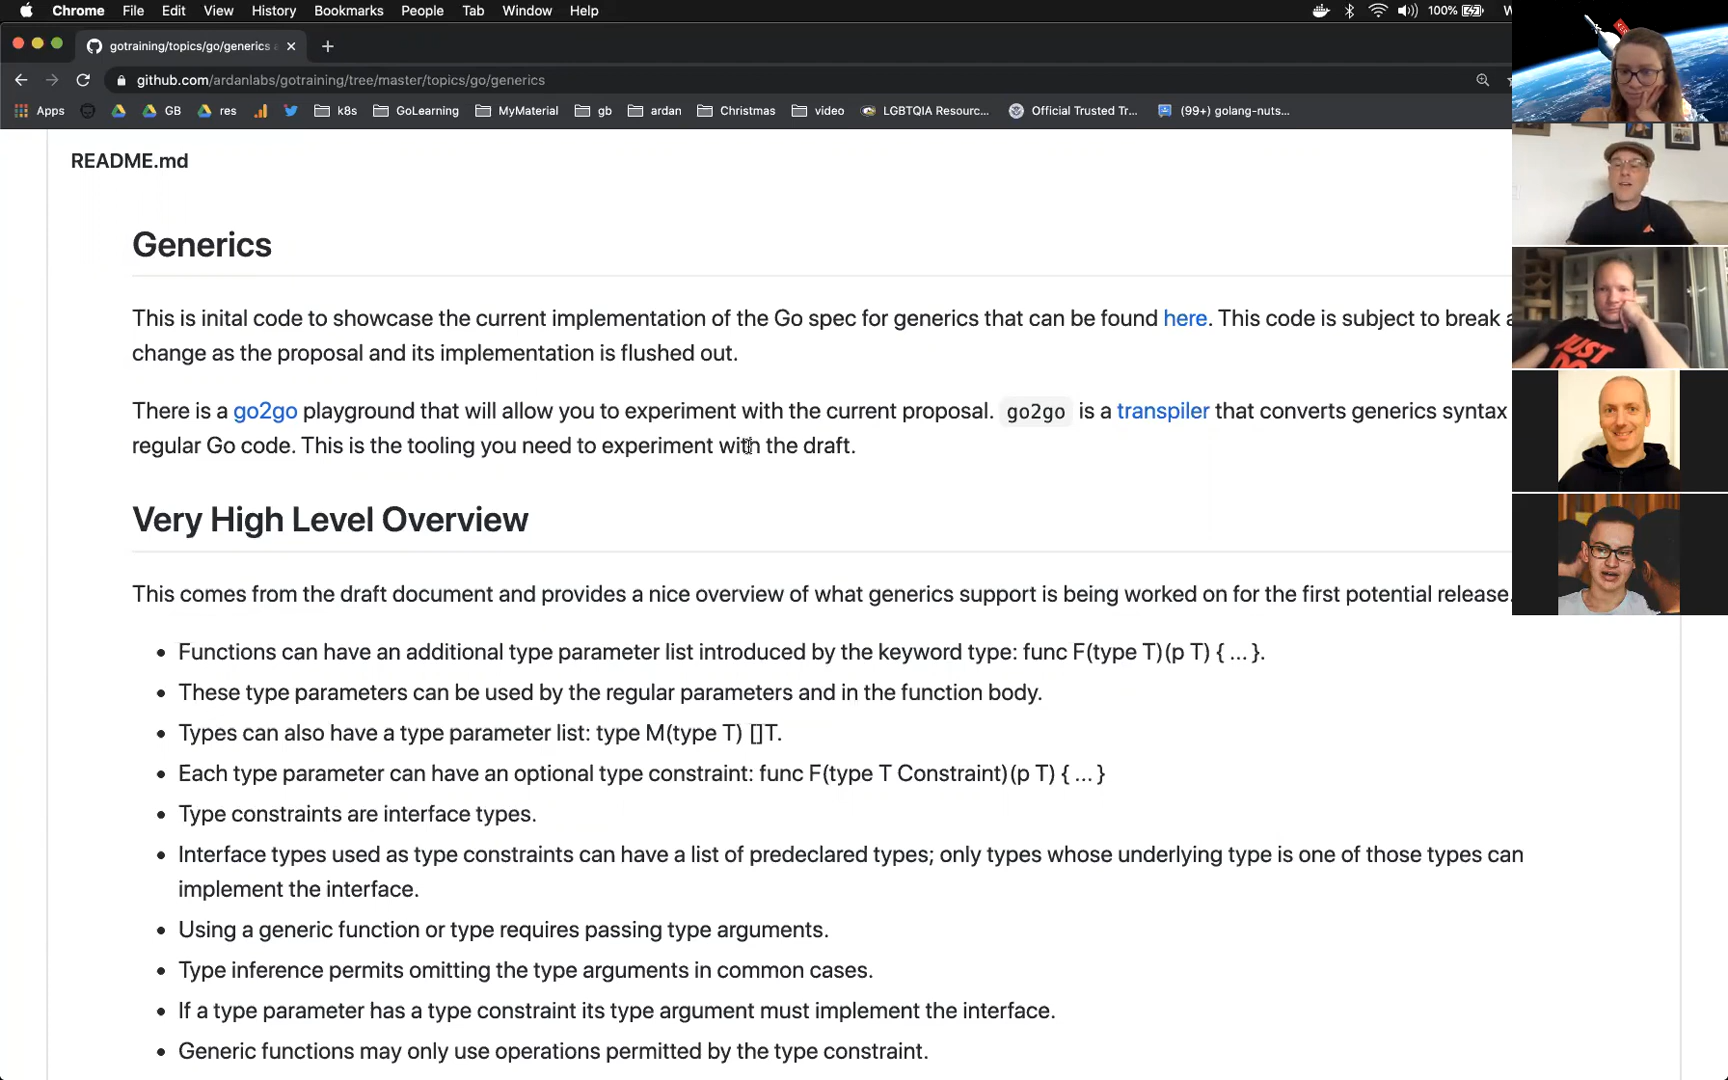 Chrome File Edit View History Bookmarks People Tab Window Help 100%
gotraining/topics/go/generics
github.com/ardanlabs/gotraining/tree/master/topics/go/generics
Apps GB res k8s GoLearning MyMaterial gb ardan Christmas video LGBTQIA Resourc... Official Trusted Tr... (99+) golang-nuts...
README.md
Generics
This is inital code to showcase the current implementation of the Go spec for generics that can be found here. This code is subject to break
change as the proposal and its implementation is flushed out.
There is a go2go playground that will allow you to experiment with the current proposal. go2go is a transpiler that converts generics syntax
regular Go code. This is the tooling you need to experiment with the draft.
Very High Level Overview
This comes from the draft document and provides a nice overview of what generics support is being worked on for the first potential release.
• Functions can have an additional type parameter list introduced by the keyword type: func F(type T)(p T) { ... }.
• These type parameters can be used by the regular parameters and in the function body.
• Types can also have a type parameter list: type M(type T) []T.
• Each type parameter can have an optional type constraint: func F(type T Constraint)(p T) { ... }
• Type constraints are interface types.
• Interface types used as type constraints can have a list of predeclared types; only types whose underlying type is one of those types can
implement the interface.
• Using a generic function or type requires passing type arguments.
• Type inference permits omitting the type arguments in common cases.
• If a type parameter has a type constraint its type argument must implement the interface.
• Generic functions may only use operations permitted by the type constraint.
JUST